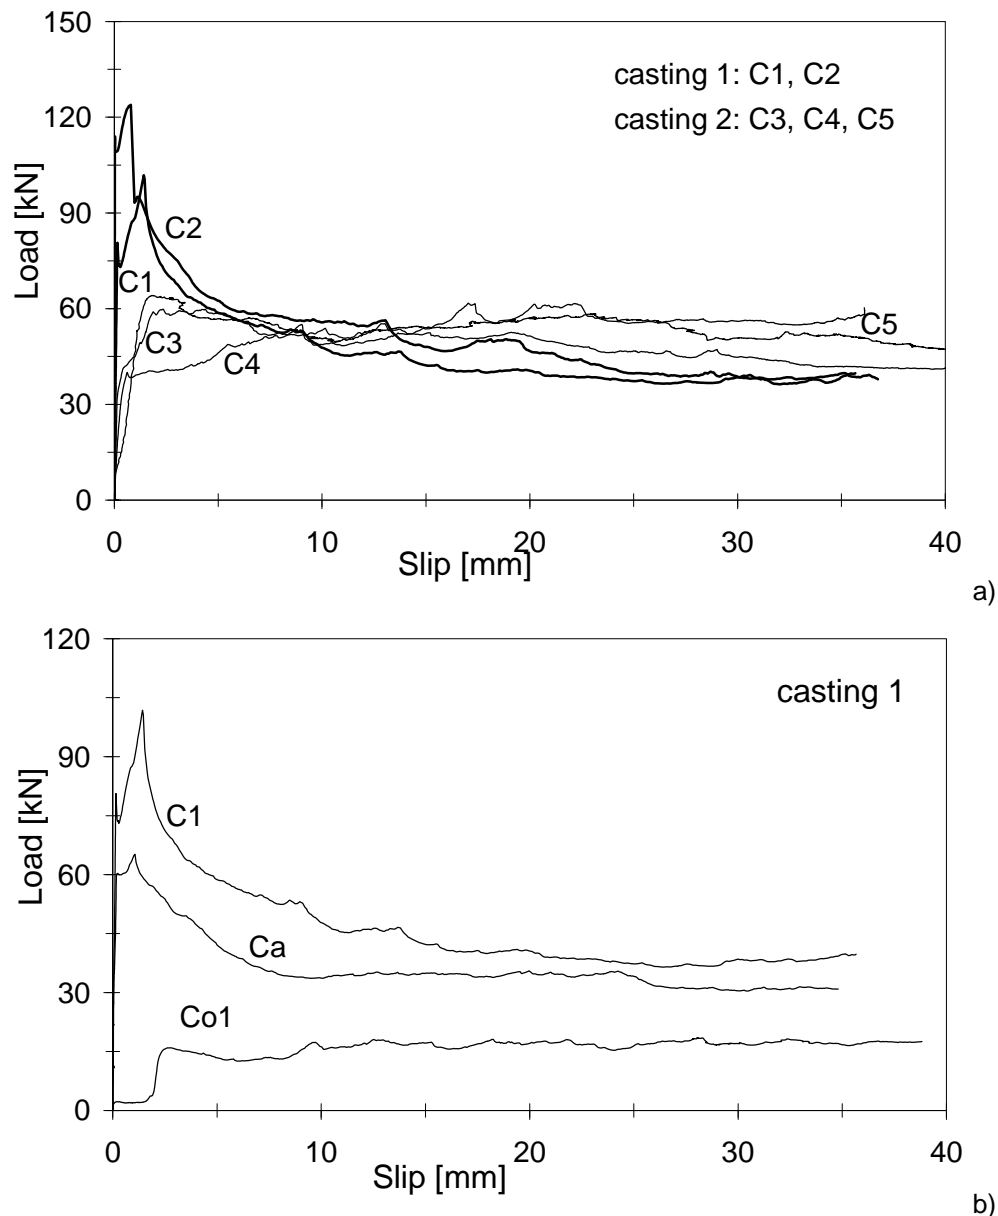 150
casting 1: C1, C2
120
casting 2: C3, C4, C5
Load [kN]
90
C2
C1
60
C5
C3
C4
30
0
0 10 20 30 40
Slip [mm]
a)
120
casting 1
90
Load [kN]
C1
60
Ca
30
Co1
0
0 10 20 30 40
Slip [mm]
b)